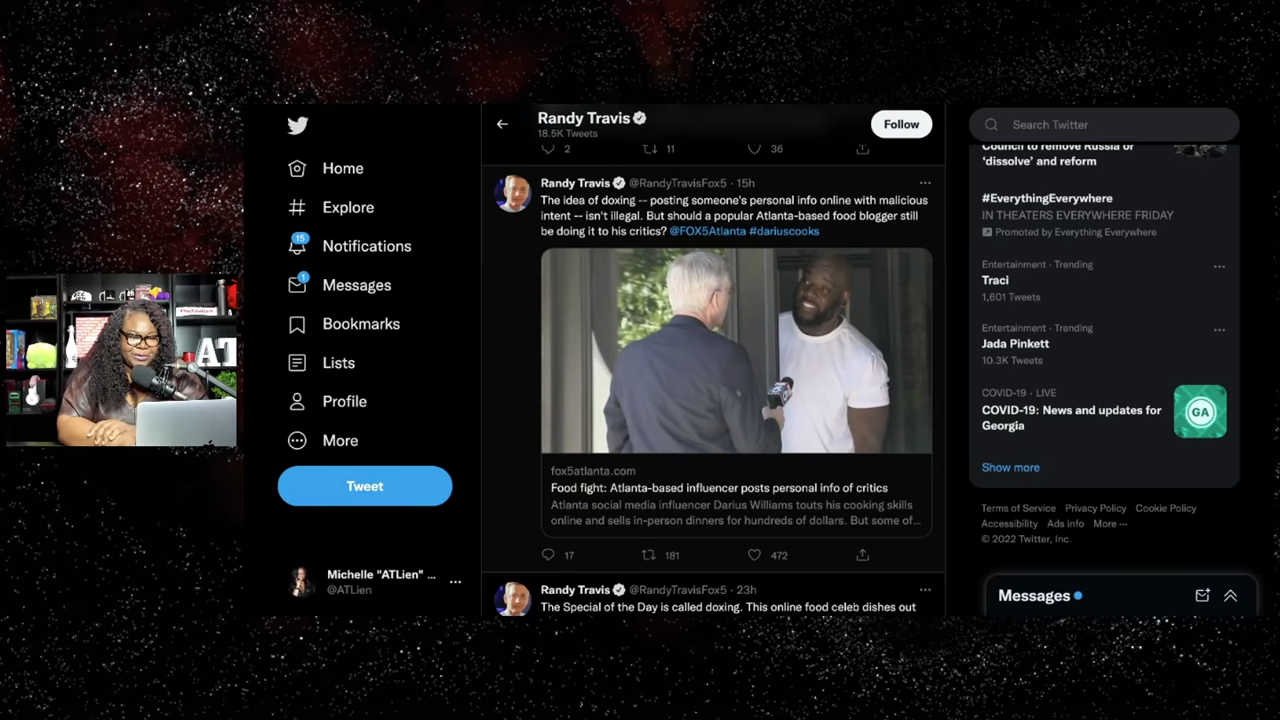 Home
Explore
15
Notifications
1
Messages
Bookmarks
Lists
Profile
More
Tweet
Michelle "ATLien" ...
@ATLien
Randy Travis
18.5K Tweets
Follow
2 11 36
Randy Travis @RandyTravisFox5 · 15h
The idea of doxing -- posting someone's personal info online with malicious
intent -- isn't illegal. But should a popular Atlanta-based food blogger still
be doing it to his critics? @FOX5Atlanta #dariuscooks
fox5atlanta.com
Food fight: Atlanta-based influencer posts personal info of critics
Atlanta social media influencer Darius Williams touts his cooking skills
online and sells in-person dinners for hundreds of dollars. But some of...
17 181 472
Randy Travis @RandyTravisFox5 · 23h
The Special of the Day is called doxing. This online food celeb dishes out
Search Twitter
Council to remove Russia or
'dissolve' and reform
#EverythingEverywhere
IN THEATERS EVERYWHERE FRIDAY
Promoted by Everything Everywhere
Entertainment · Trending
Traci
1,601 Tweets
Entertainment · Trending
Jada Pinkett
10.3K Tweets
COVID-19 · LIVE
COVID-19: News and updates for
Georgia
GA
Show more
Terms of Service Privacy Policy Cookie Policy
Accessibility Ads info More ···
© 2022 Twitter, Inc.
Messages
AT